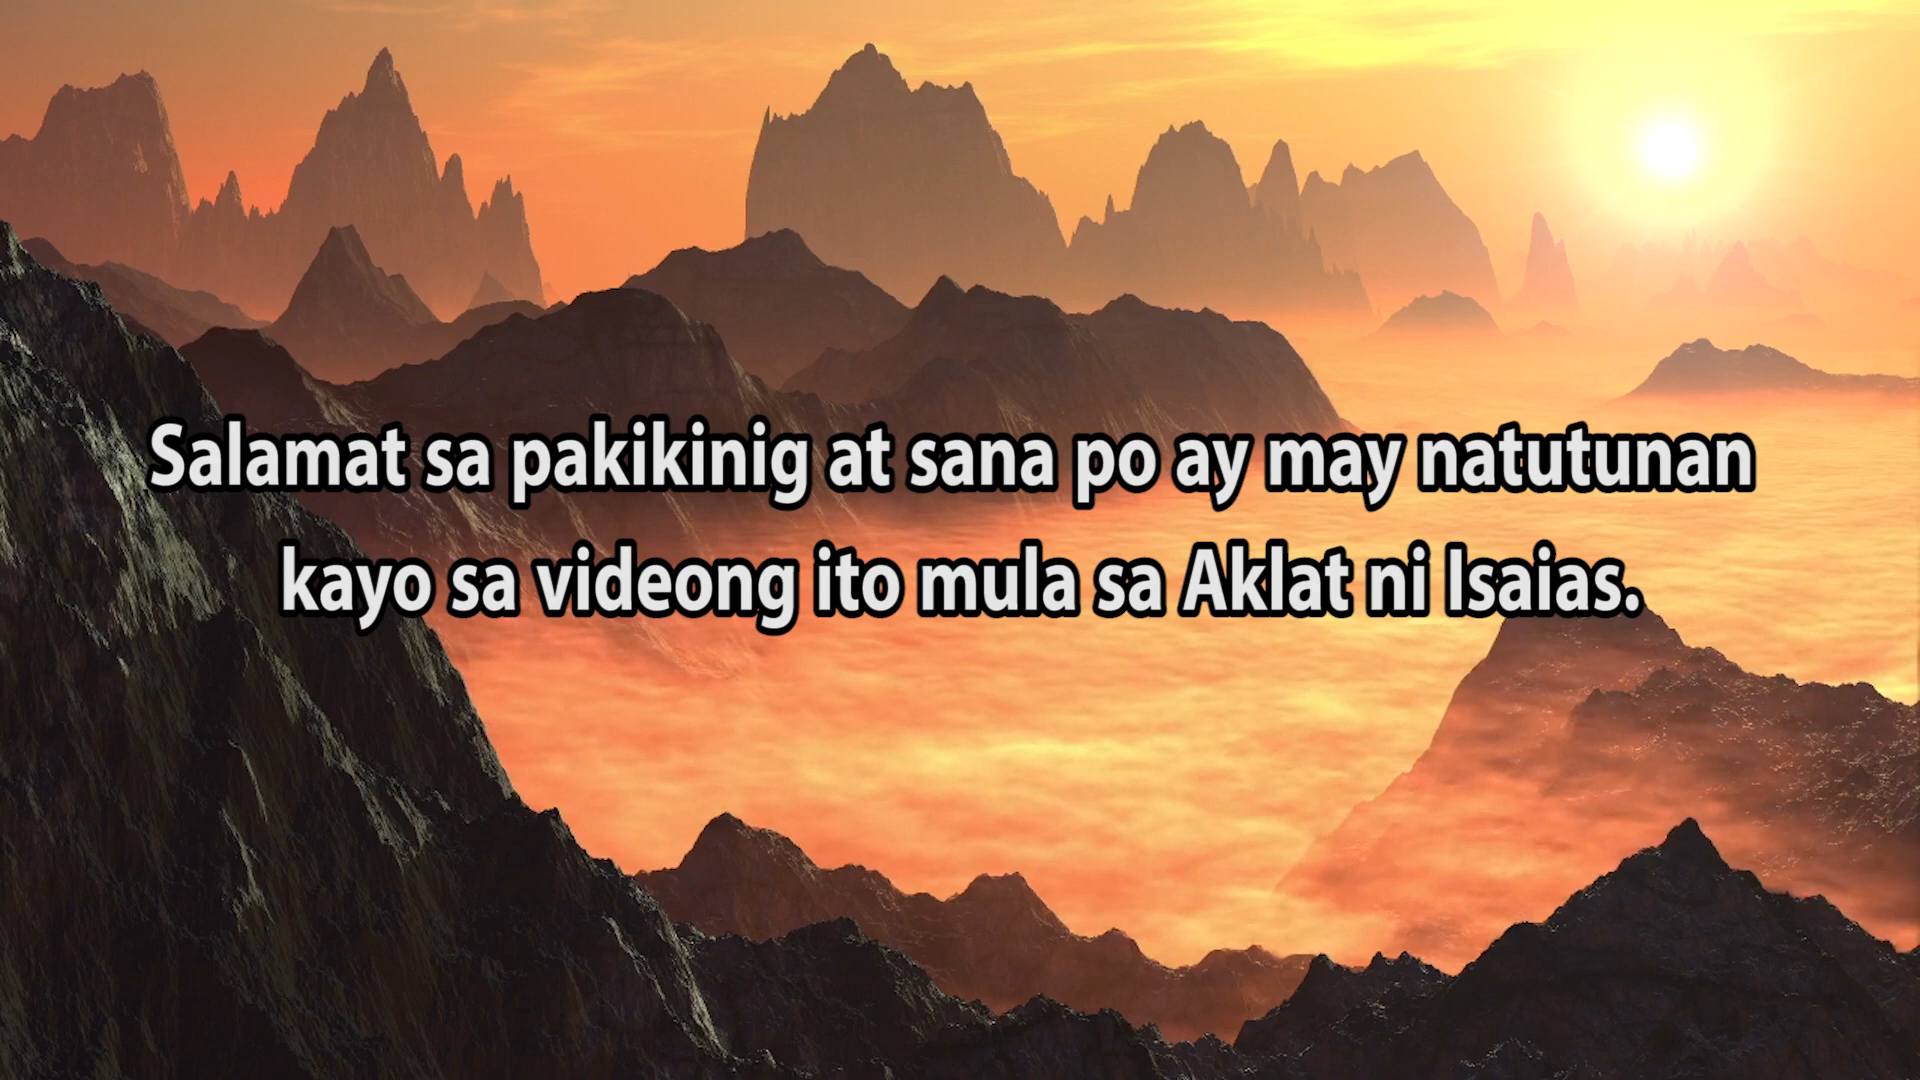 Salamat sa pakikinig at sana po ay may natutunan
kayo sa videong ito mula sa Aklat ni Isaias.